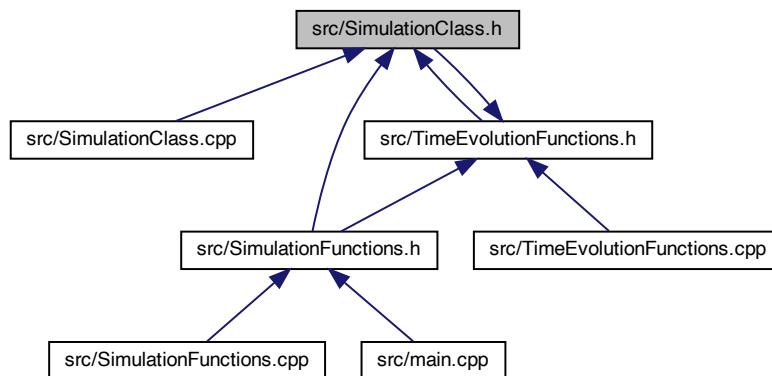 src/SimulationClass.h
src/SimulationClass.cpp
src/TimeEvolutionFunctions.h
src/SimulationFunctions.h
src/TimeEvolutionFunctions.cpp
src/SimulationFunctions.cpp
src/main.cpp